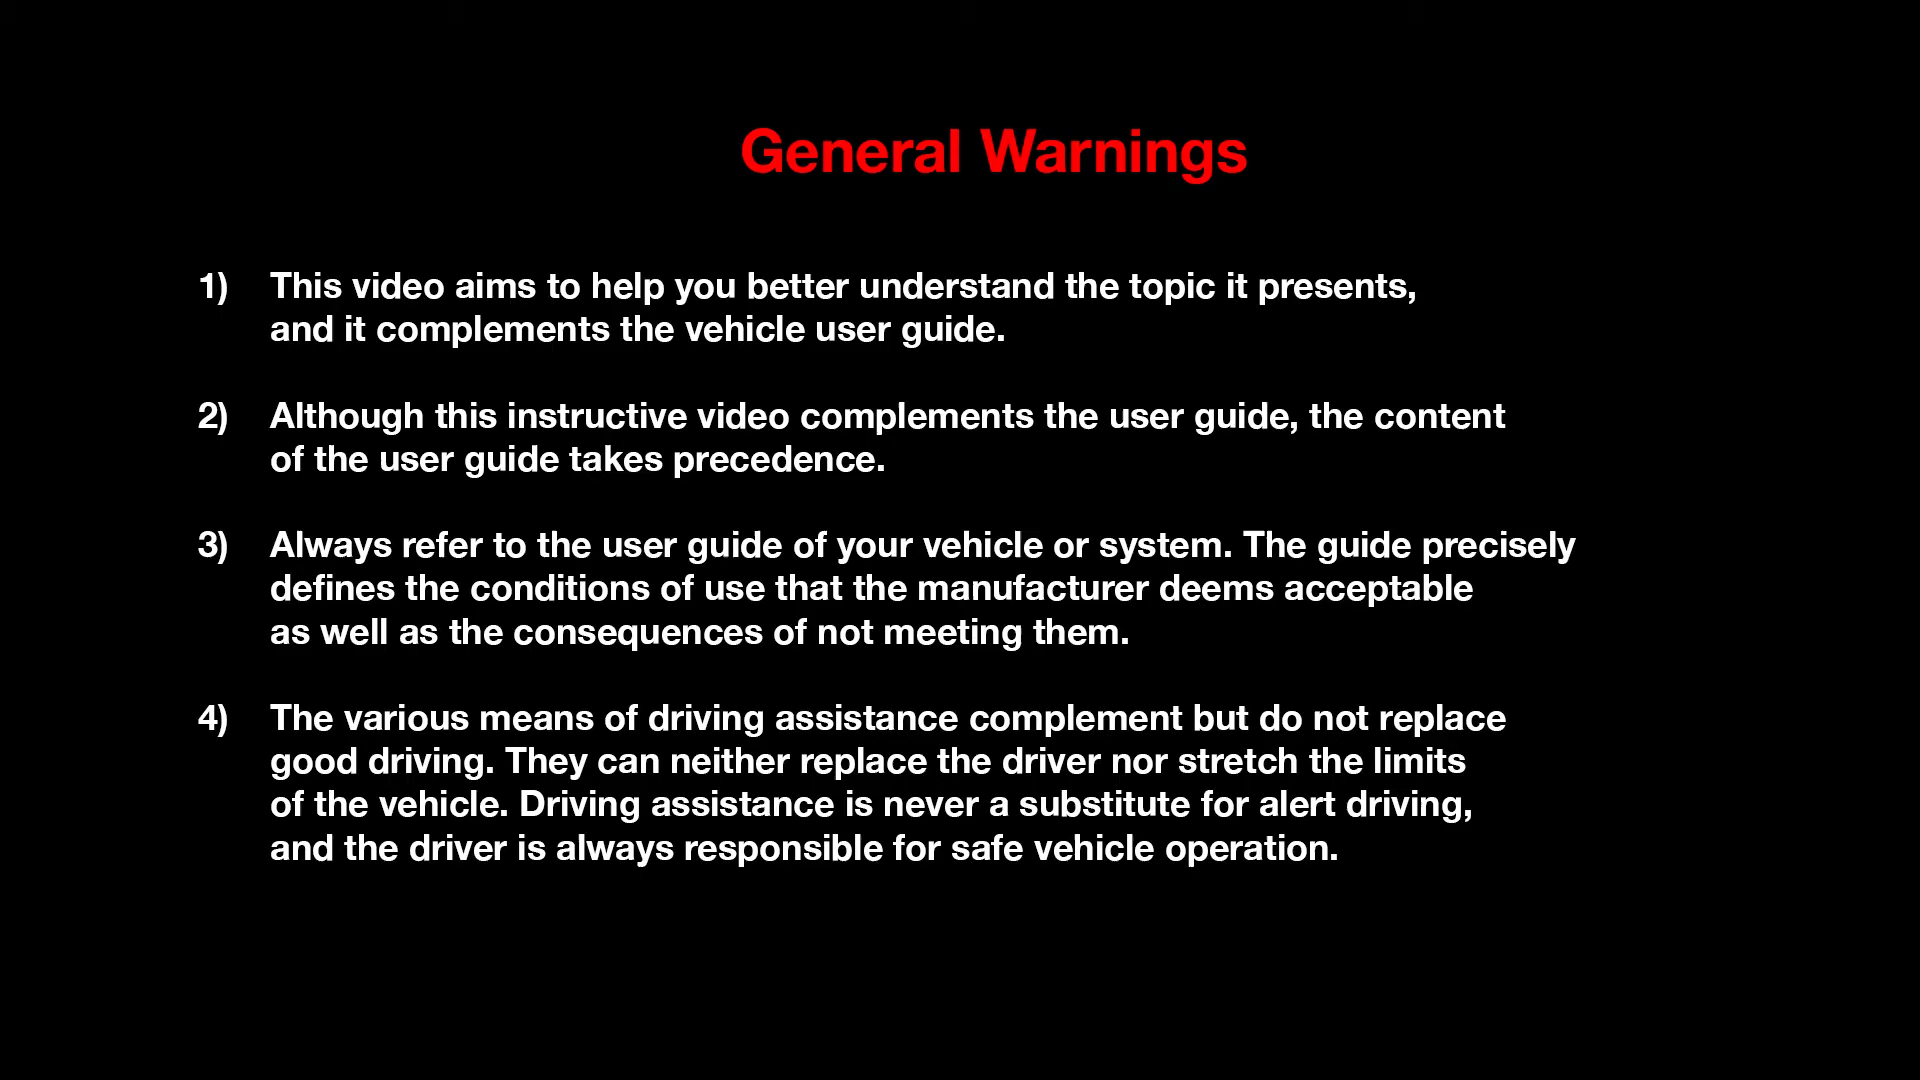 General Warnings
1) This video aims to help you better understand the topic it presents,
and it complements the vehicle user guide.
2) Although this instructive video complements the user guide, the content
of the user guide takes precedence.
3) Always refer to the user guide of your vehicle or system. The guide precisely
defines the conditions of use that the manufacturer deems acceptable
as well as the consequences of not meeting them.
4) The various means of driving assistance complement but do not replace
good driving. They can neither replace the driver nor stretch the limits
of the vehicle. Driving assistance is never a substitute for alert driving,
and the driver is always responsible for safe vehicle operation.